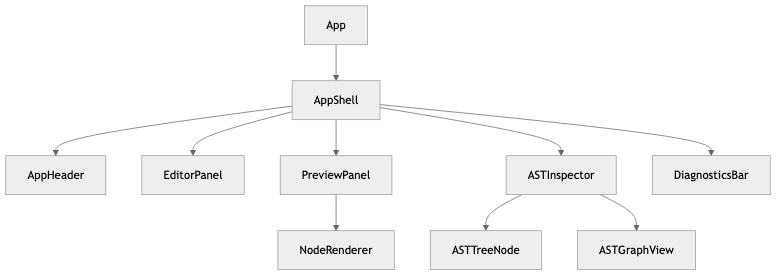 App
AppShell
AppHeader
EditorPanel
PreviewPanel
ASTInspector
DiagnosticsBar
NodeRenderer
ASTTreeNode
ASTGraphView